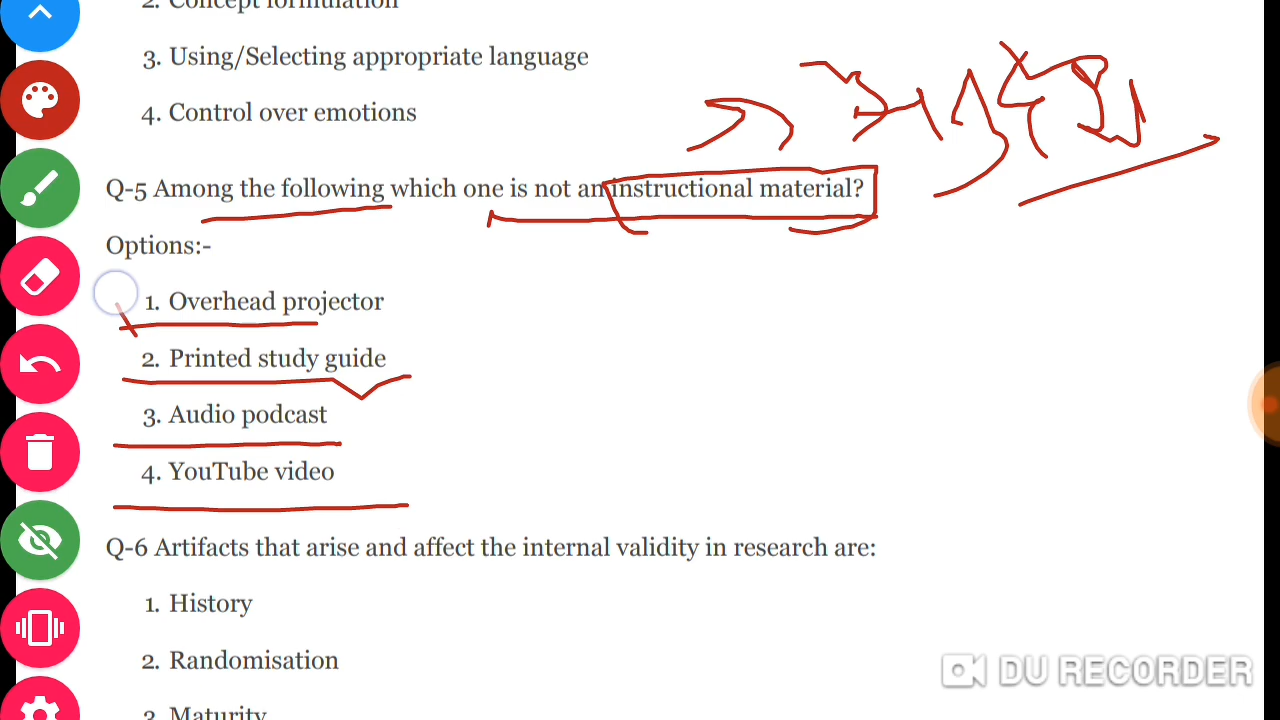 2. Concept formulation
3. Using/Selecting appropriate language
4. Control over emotions
Q-5 Among the following which one is not an instructional material?
Options:-
1. Overhead projector
2. Printed study guide
3. Audio podcast
4. YouTube video
Q-6 Artifacts that arise and affect the internal validity in research are:
1. History
2. Randomisation
3. Maturity
DU RECORDER